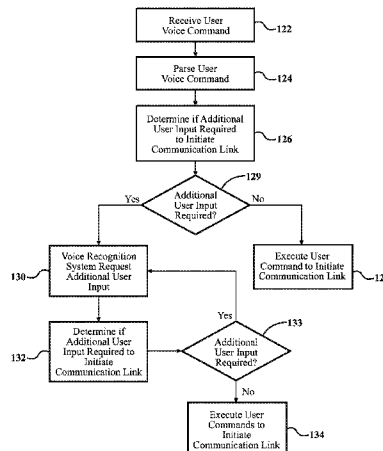 Receive User
Voice Command
122
Parse User
Voice Command
124
Determine if Additional
User Input Required
to Initiate
Communication Link
126
129
Additional
User Input
Required?
Yes
No
Voice Recognition
System Request
Additional User
Input
130
Execute User
Command to Initiate
Communication Link
12
Yes
133
Determine if
Additional User
Input Required to
Initiate
Communication Link
132
Additional
User Input
Required?
No
Execute User
Commands to
Initiate
Communication Link
134